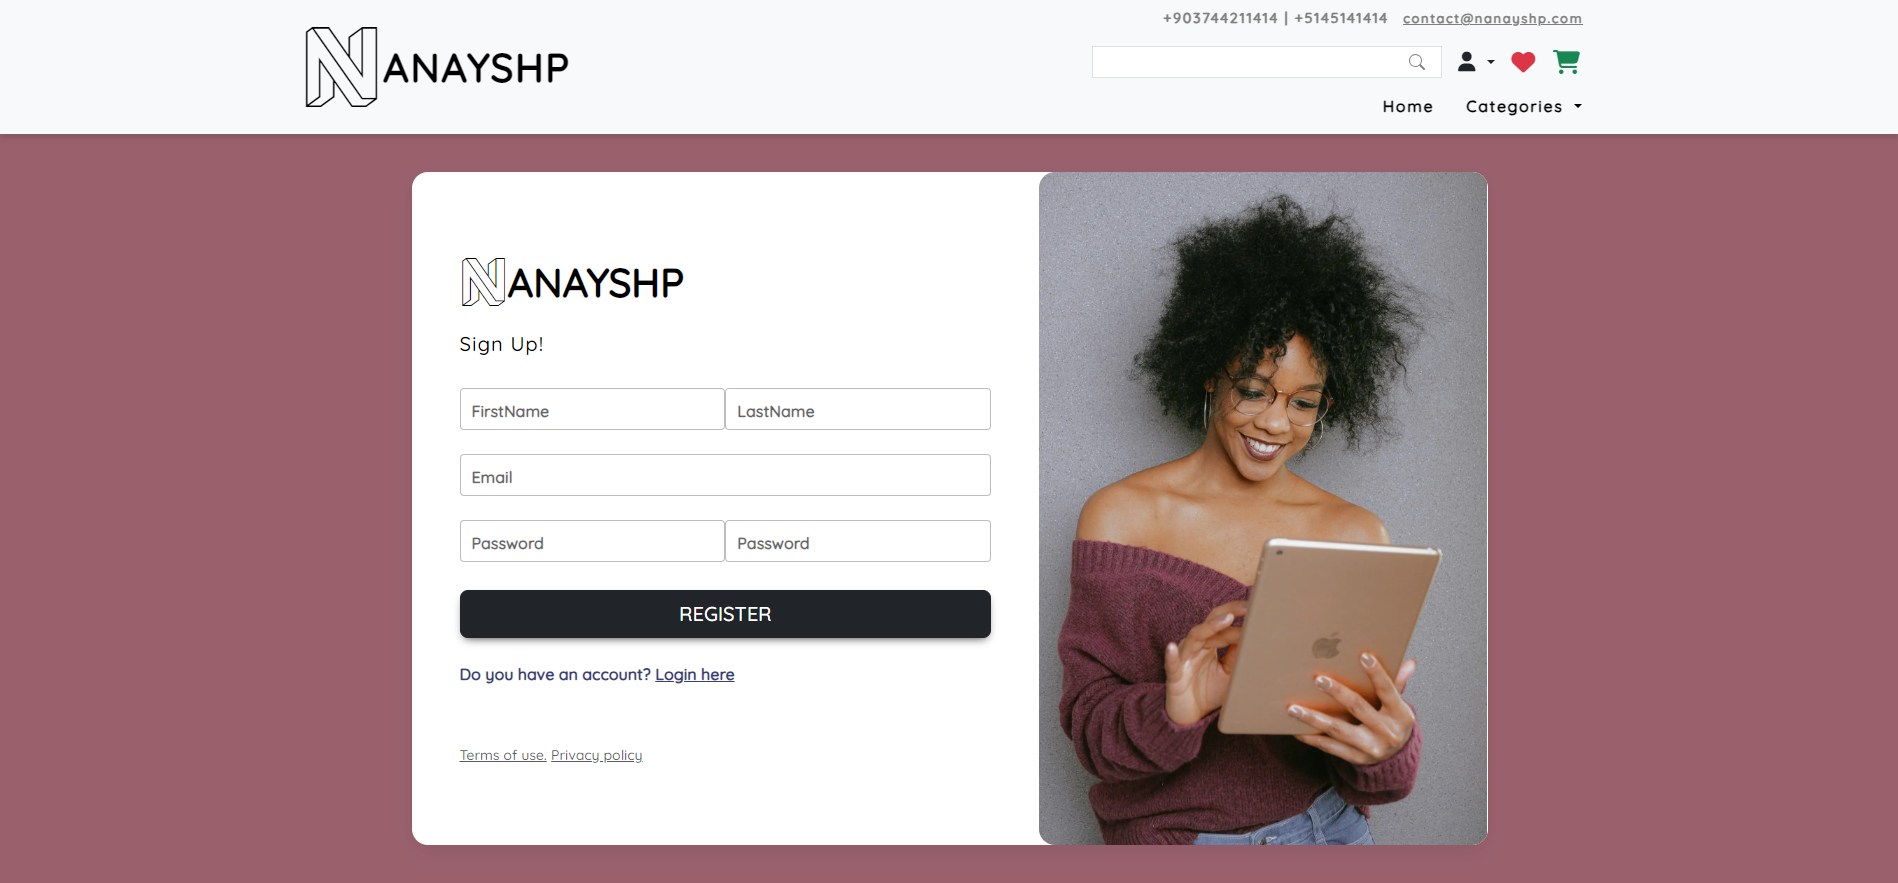 +903744211414 | +5145141414 contact@nanayshp.com
NANAYSHP
Home Categories
NANAYSHP
Sign Up!
FirstName LastName
Email
Password Password
REGISTER
Do you have an account? Login here
Terms of use. Privacy policy